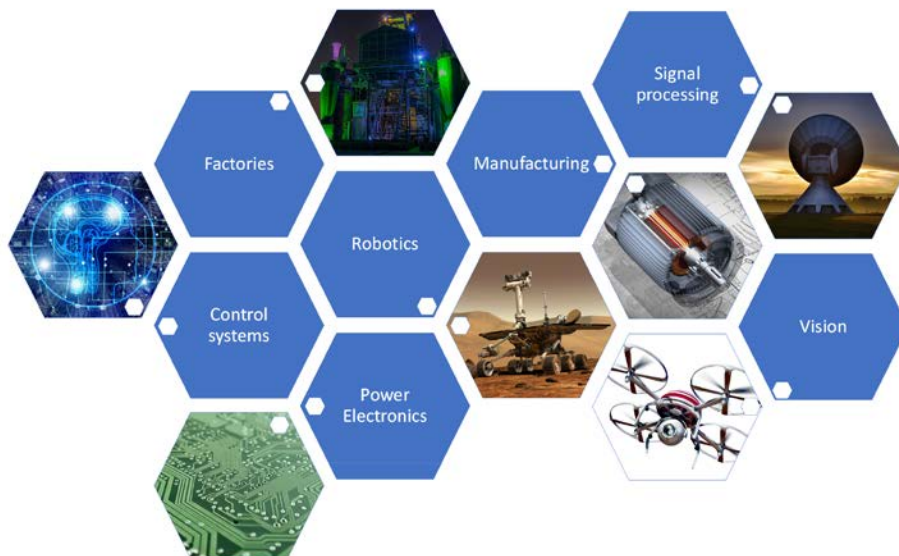 Signal
processing
Factories
Manufacturing
Robotics
Control
systems
Vision
Power
Electronics